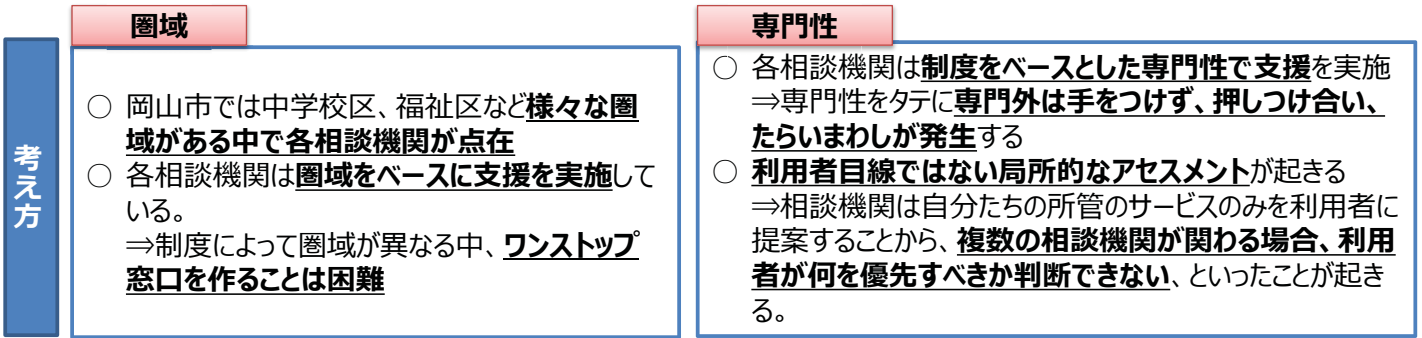 考え方
圏域
○ 岡山市では中学校区、福祉区など様々な圏
域がある中で各相談機関が点在
○ 各相談機関は圏域をベースに支援を実施して
いる。
⇒制度によって圏域が異なる中、ワンストップ
窓口を作ることは困難
専門性
○ 各相談機関は制度をベースとした専門性で支援を実施
⇒専門性をタテに専門外は手をつけず、押しつけ合い、
たらいまわしが発生する
○ 利用者目線ではない局所的なアセスメントが起きる
⇒相談機関は自分たちの所管のサービスのみを利用者に
提案することから、複数の相談機関が関わる場合、利用
者が何を優先すべきか判断できない、といったことが起き
る。